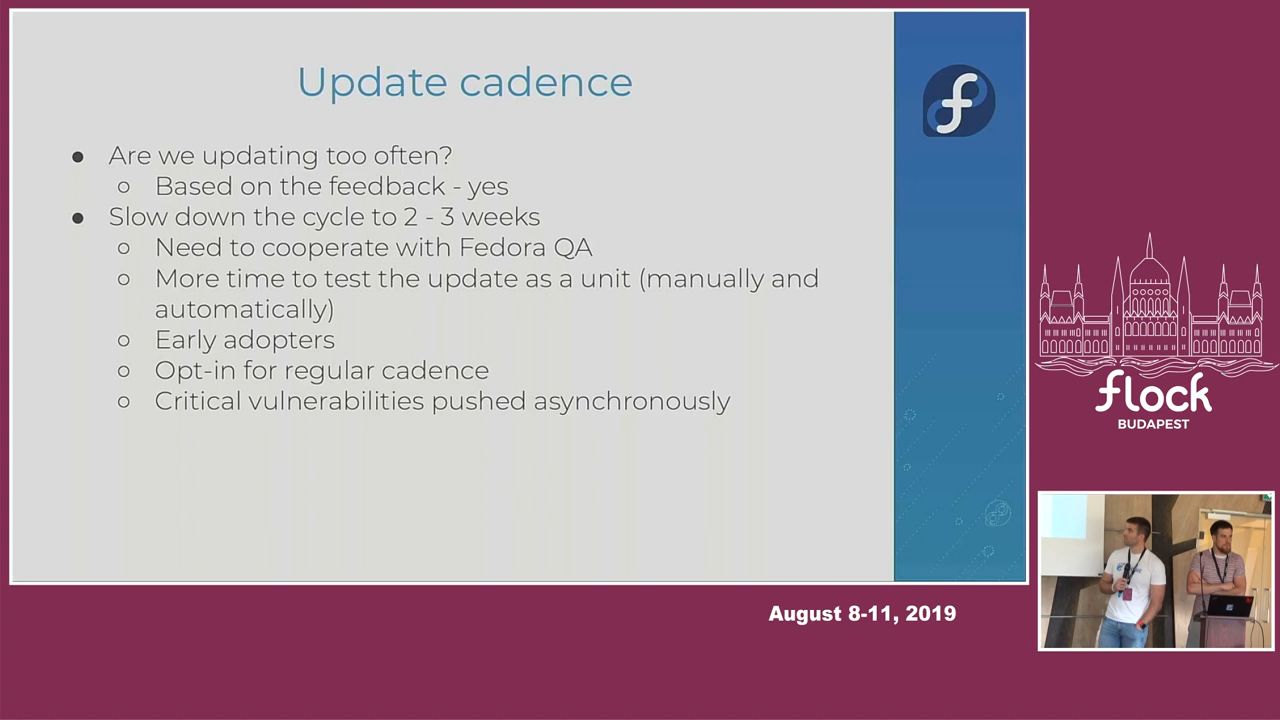 Update cadence
● Are we updating too often?
○ Based on the feedback - yes
● Slow down the cycle to 2 - 3 weeks
○ Need to cooperate with Fedora QA
○ More time to test the update as a unit (manually and
automatically)
○ Early adopters
○ Opt-in for regular cadence
○ Critical vulnerabilities pushed asynchronously
flock
BUDAPEST
August 8-11, 2019